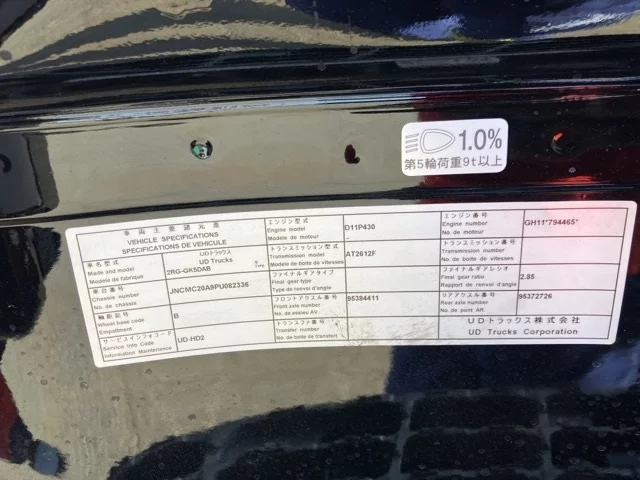 1.0%
第5輪荷重9t以上
車両主要諸元表
VEHICLE SPECIFICATIONS
SPECIFICATIONS DE VEHICULE
UDトラックス
車名型式
UD Trucks
Make and model
2RG-GK5DAB
Modele de fabrique
車台番号
Chassis number
JNCMC20A9PU082336
No. de chassis
軸距記号
Wheel base code
B
Empattement
サービスインフォコード
Service Info Code
UD-HD2
Information Maintenance
エンジン型式
Engine model
D11P430
Modele de moteur
トランスミッション型式
Transmission model
AT2612F
Modele de boite de vitesses
ファイナルギアタイプ
Final gear type
Type de renvoi d'angle
フロントアクスル番号
Front axle number
95384411
No. de essieu AV.
トランスファ番号
Transfer number
No. de boite de transfert
エンジン番号
Engine number
GH11*794465*
No. de moteur
トランスミッション番号
Transmission number
No. de boite de vitesses
ファイナルギアレシオ
Final gear ratio
2.85
Rapport de renvoi d'angle
リアアクスル番号
Rear axle number
95372726
No. de pont AR.
UDトラックス株式会社
UD Trucks Corporation